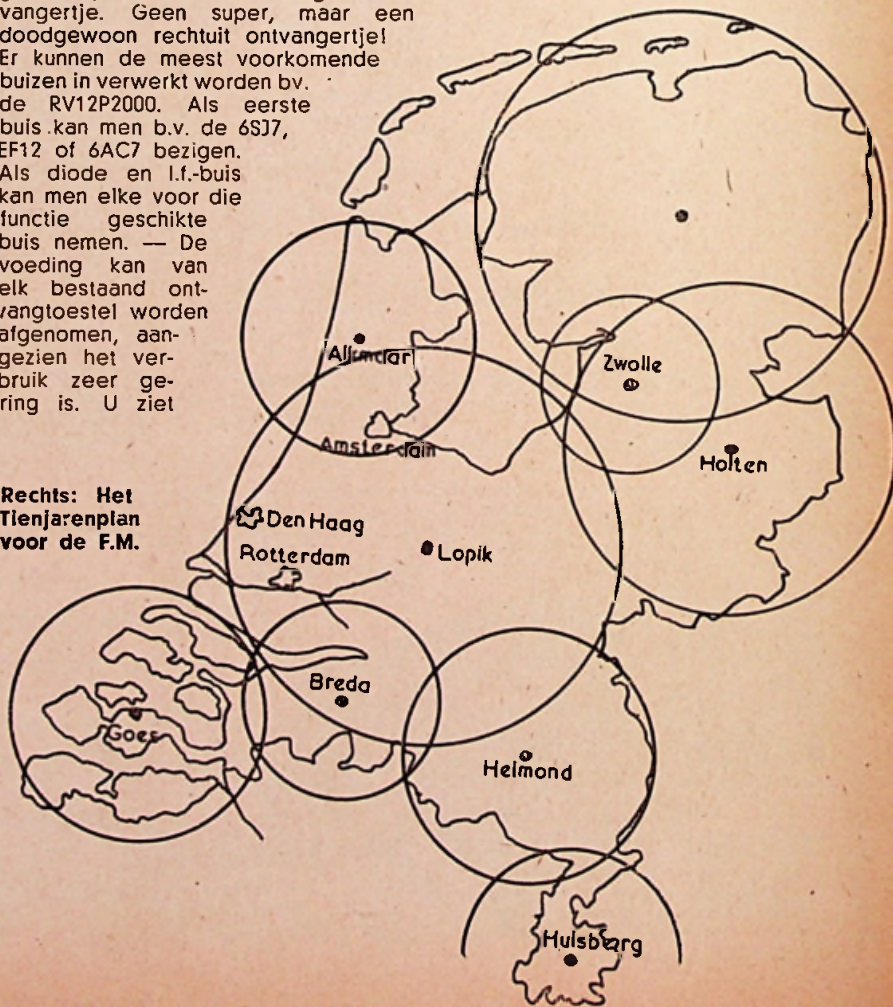 vangertje. Geen super, maar een
doodgewoon rechtuit ontvangertje!
Er kunnen de meest voorkomende
buizen in verwerkt worden bv.
de RV12P2000. Als eerste
buis kan men b.v. de 6SJ7,
EF12 of 6AC7 bezigen.
Als diode en l.f.-buis
kan men elke voor die
functie geschikte
buis nemen. — De
voeding kan van
elk bestaand ont-
vangtoestel worden
afgenomen, aan-
gezien het ver-
bruik zeer ge-
ring is. U ziet
Rechts: Het
Tienjarenplan
voor de F.M.
Alkmaar
Zwolle
Amsterdam
Holten
Den Haag
Rotterdam
Lopik
Breda
Goes
Helmond
Hulsberg